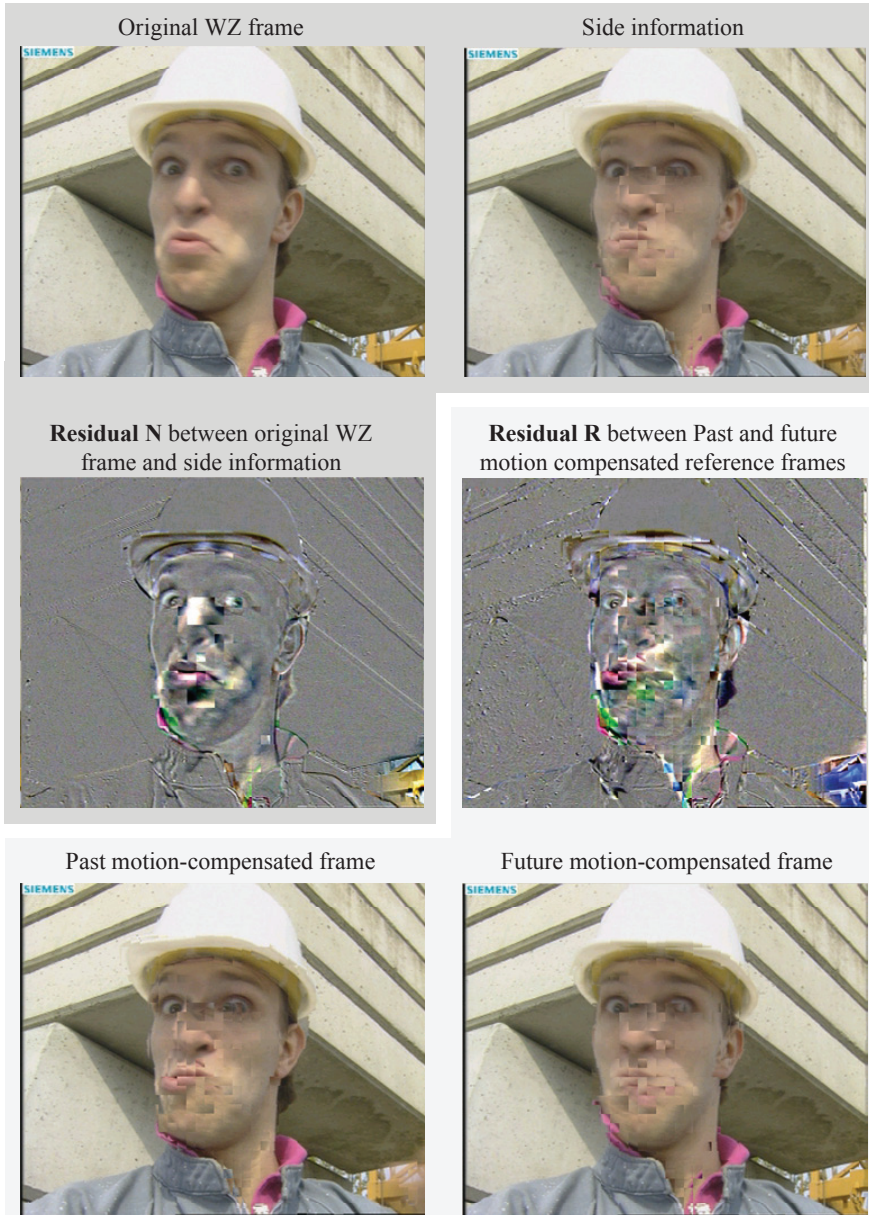 Original WZ frame
Side information
SIEMENS
SIEMENS
Residual N between original WZ
frame and side information
Residual R between Past and future
motion compensated reference frames
Past motion-compensated frame
Future motion-compensated frame
SIEMENS
SIEMENS